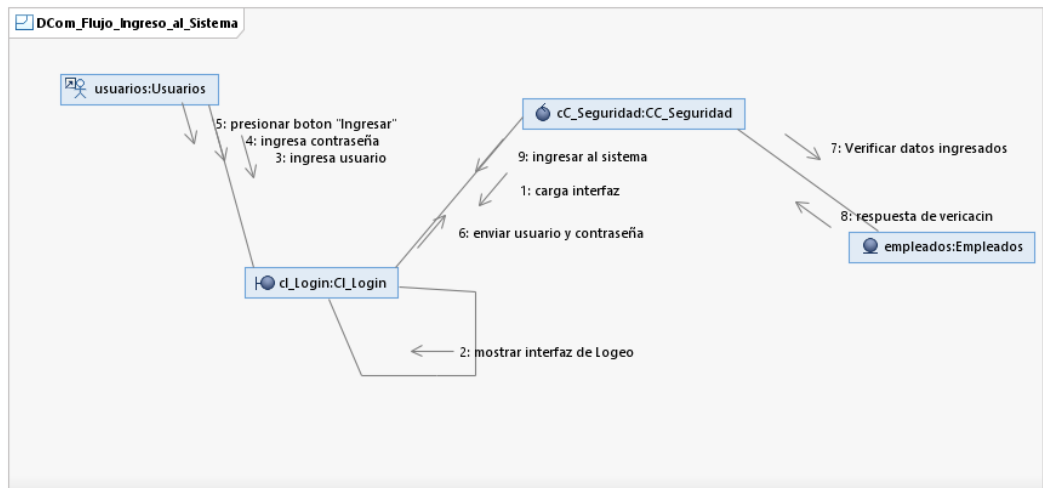 DCom_Flujo_Ingreso_al_Sistema
usuarios:Usuarios
cC_Seguridad:CC_Seguridad
5: presionar boton "Ingresar"
4: ingresa contraseña
3: ingresa usuario
7: Verificar datos ingresados
9: ingresar al sistema
1: carga interfaz
8: respuesta de vericacin
6: enviar usuario y contraseña
empleados:Empleados
cI_Login:CI_Login
2: mostrar interfaz de Logeo